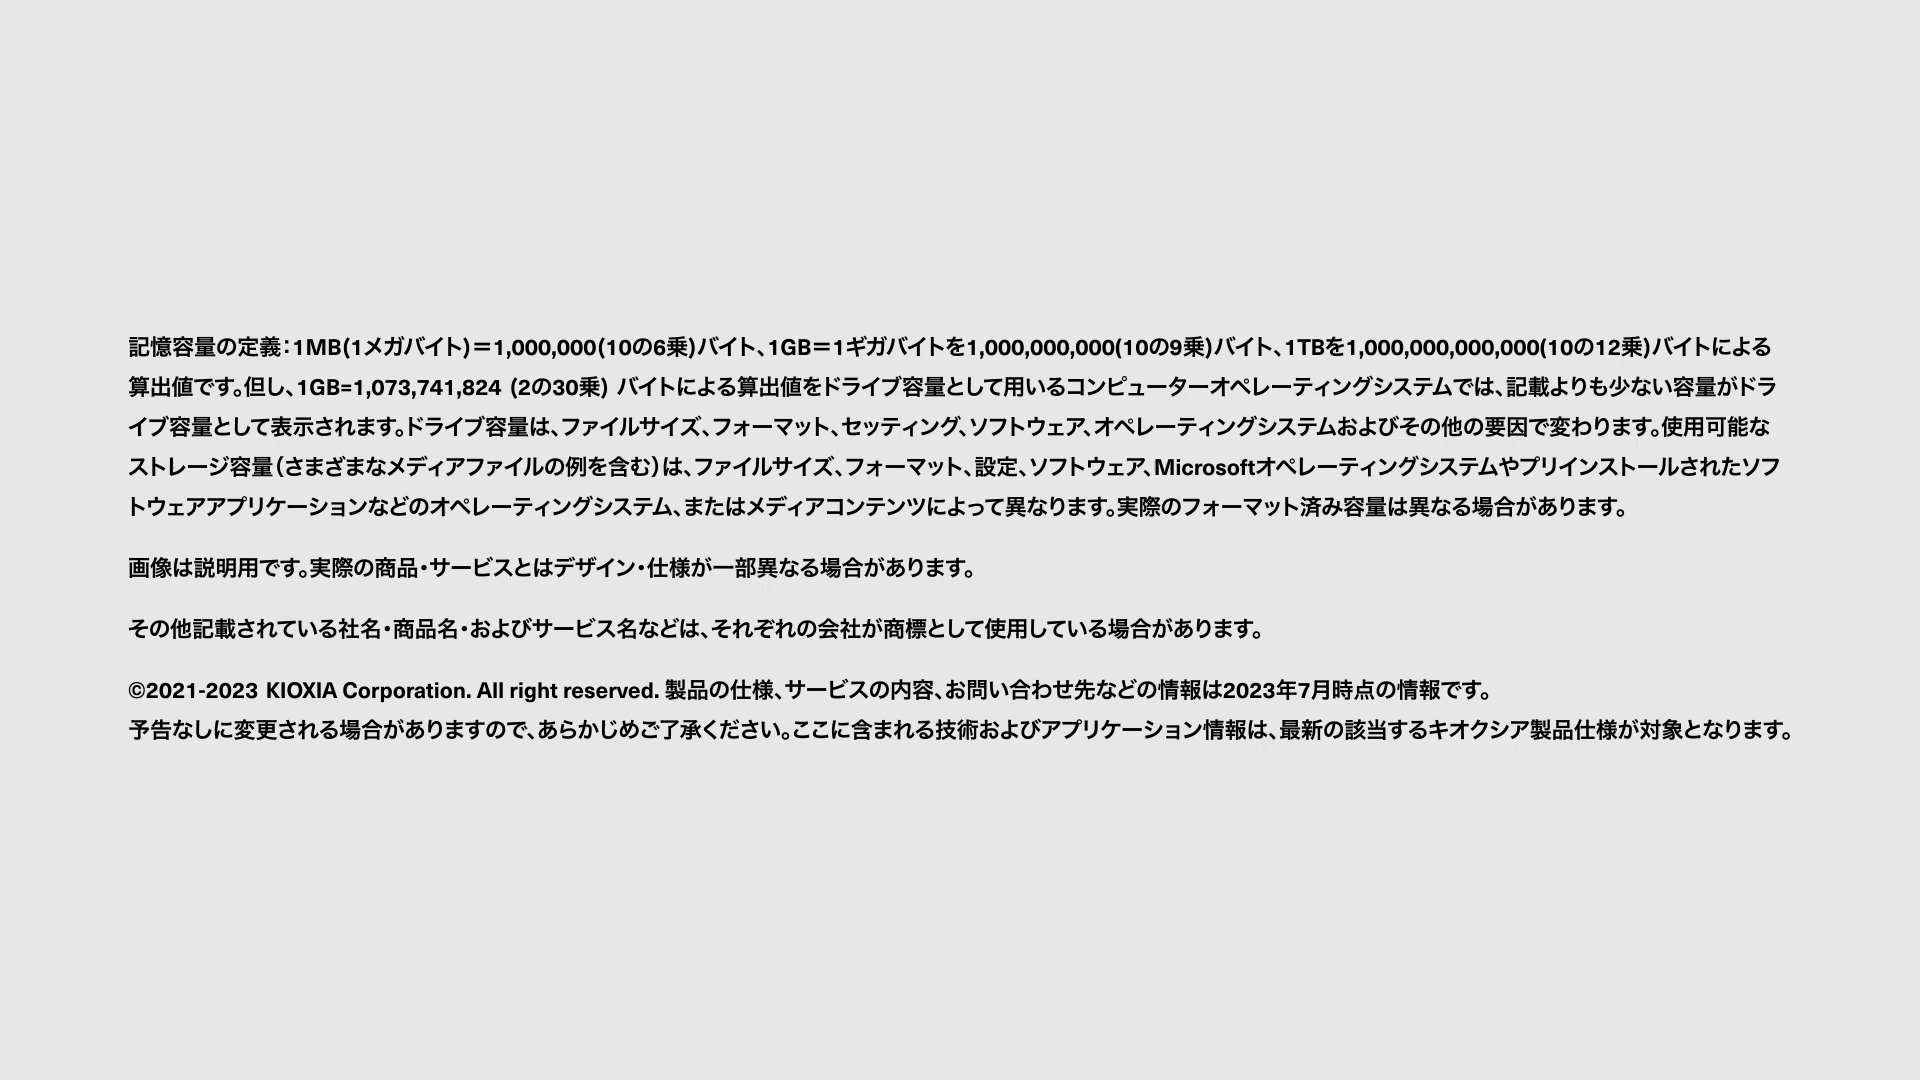 記憶容量の定義：1MB(1メガバイト)＝1,000,000(10の6乗)バイト、1GB＝1ギガバイトを1,000,000,000(10の9乗)バイト、1TBを1,000,000,000,000(10の12乗)バイトによる
算出値です。但し、1GB=1,073,741,824 (2の30乗) バイトによる算出値をドライブ容量として用いるコンピューターオペレーティングシステムでは、記載よりも少ない容量がドラ
イブ容量として表示されます。ドライブ容量は、ファイルサイズ、フォーマット、セッティング、ソフトウェア、オペレーティングシステムおよびその他の要因で変わります。使用可能な
ストレージ容量（さまざまなメディアファイルの例を含む）は、ファイルサイズ、フォーマット、設定、ソフトウェア、Microsoftオペレーティングシステムやプリインストールされたソフ
トウェアアプリケーションなどのオペレーティングシステム、またはメディアコンテンツによって異なります。実際のフォーマット済み容量は異なる場合があります。
画像は説明用です。実際の商品・サービスとはデザイン・仕様が一部異なる場合があります。
その他記載されている社名・商品名・およびサービス名などは、それぞれの会社が商標として使用している場合があります。
©2021-2023 KIOXIA Corporation. All right reserved. 製品の仕様、サービスの内容、お問い合わせ先などの情報は2023年7月時点の情報です。
予告なしに変更される場合がありますので、あらかじめご了承ください。ここに含まれる技術およびアプリケーション情報は、最新の該当するキオクシア製品仕様が対象となります。